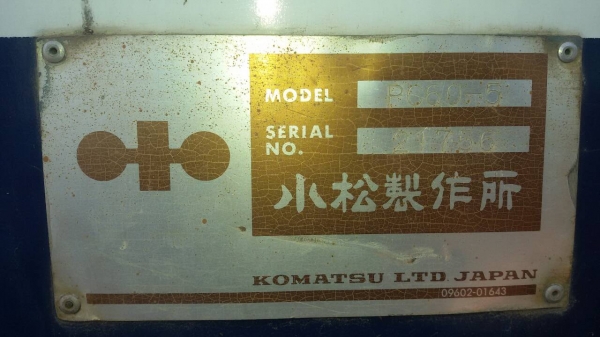 MODEL
SERIAL
NO.
小松製作所
KOMATSU LTD JAPAN
09602-01643